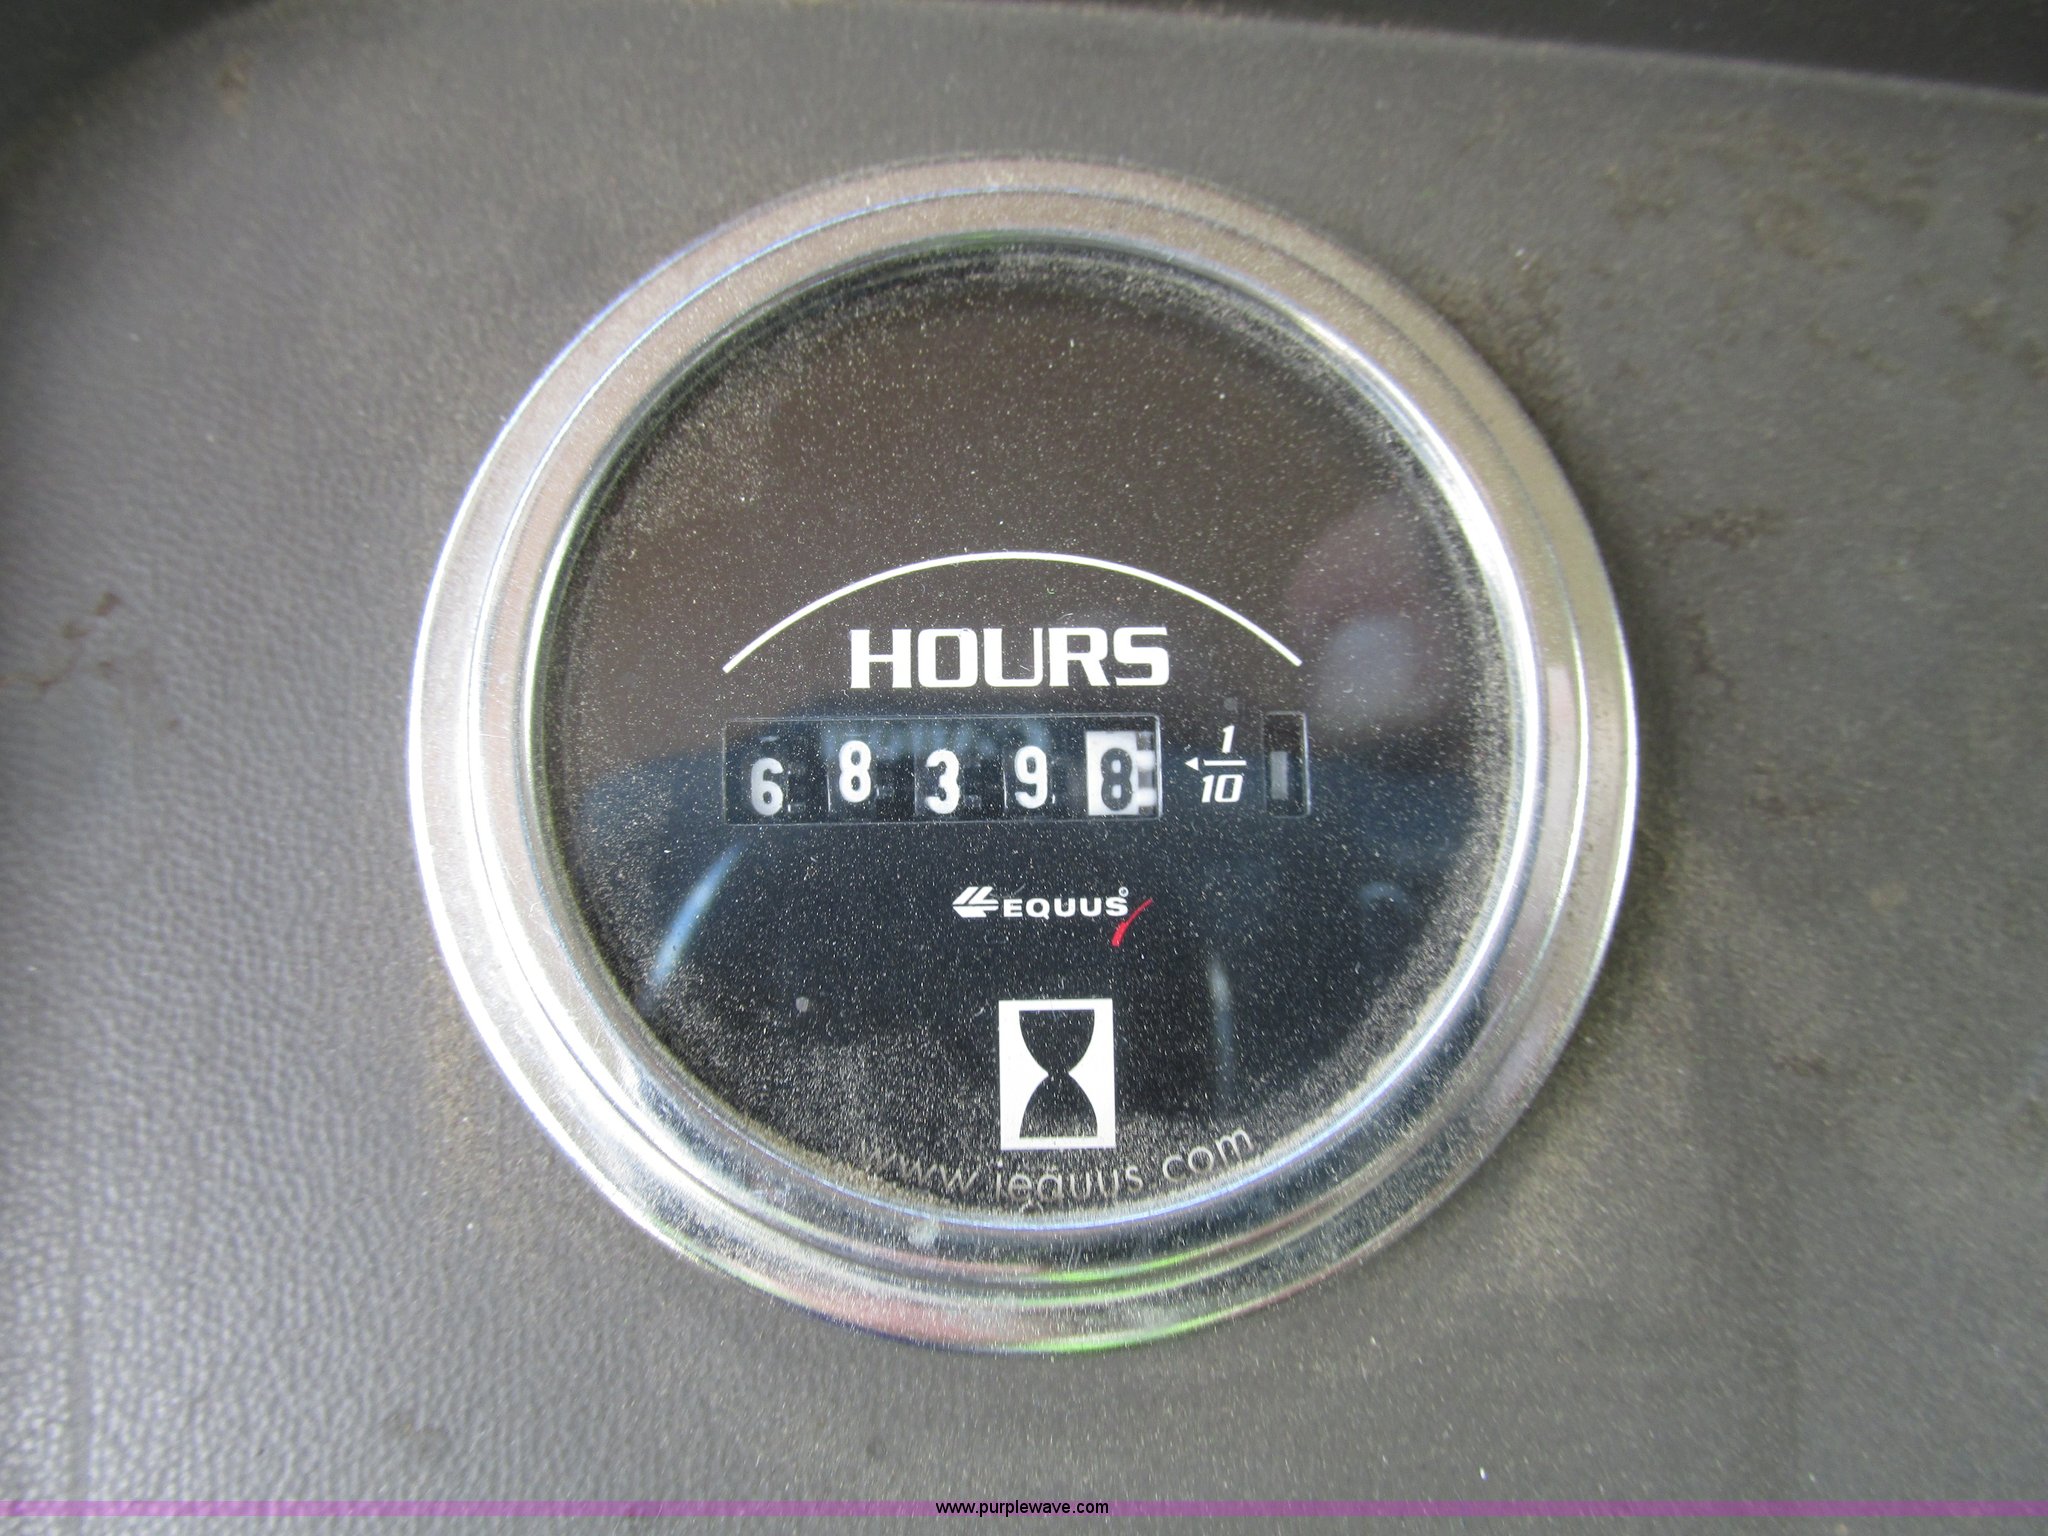 HOURS
6 8 3 9 8 1/10
EQUUS
www.iequus.com
www.purplewave.com